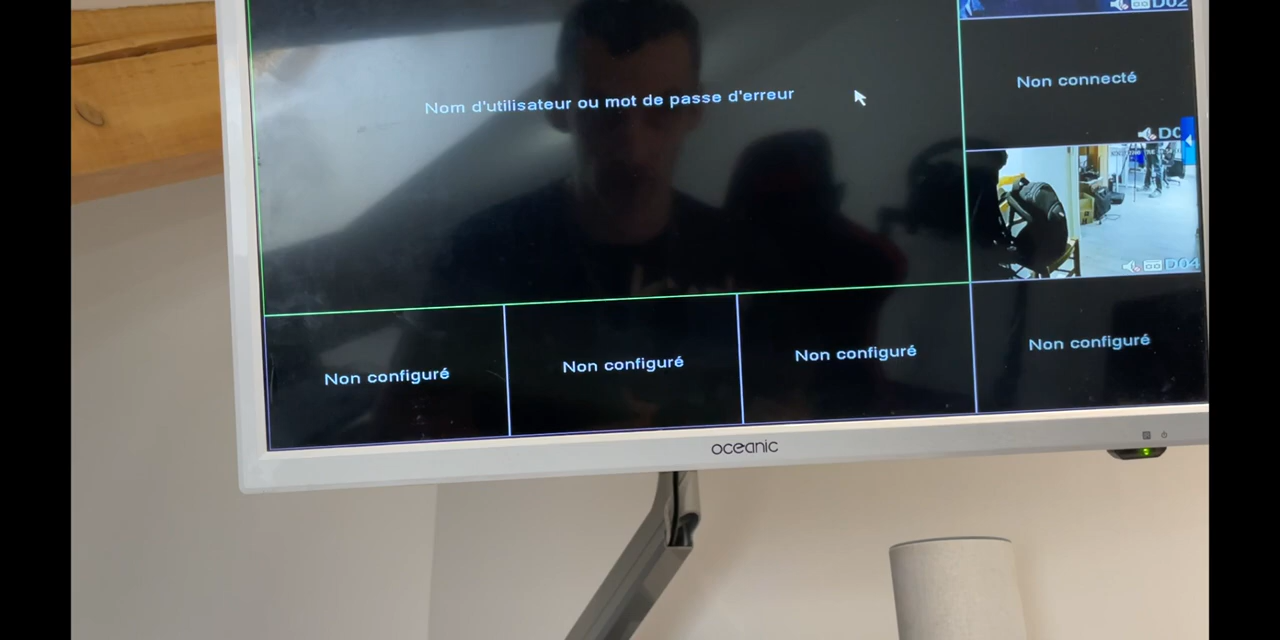 D02
Nom d'utilisateur ou mot de passe d'erreur
Non connecté
D04
Non configuré
Non configuré
Non configuré
Non configuré
oceanic